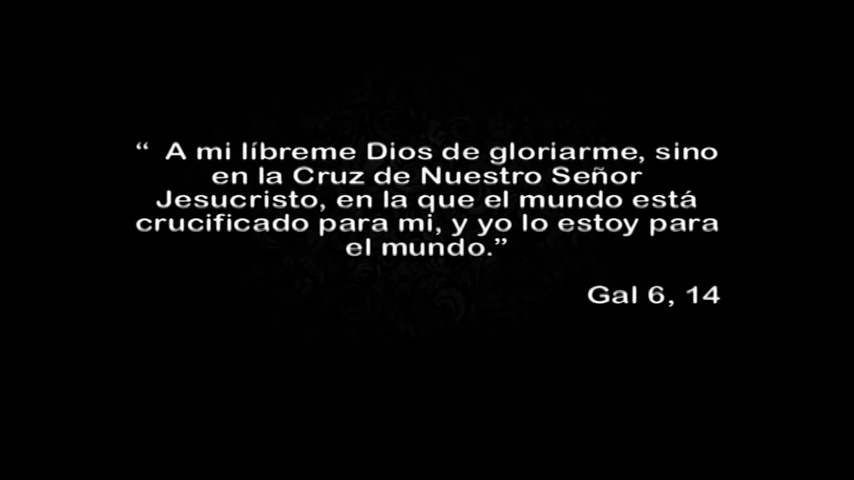 “ A mi líbreme Dios de gloriarme, sino
en la Cruz de Nuestro Señor
Jesucristo, en la que el mundo está
crucificado para mi, y yo lo estoy para
el mundo.”
Gal 6, 14